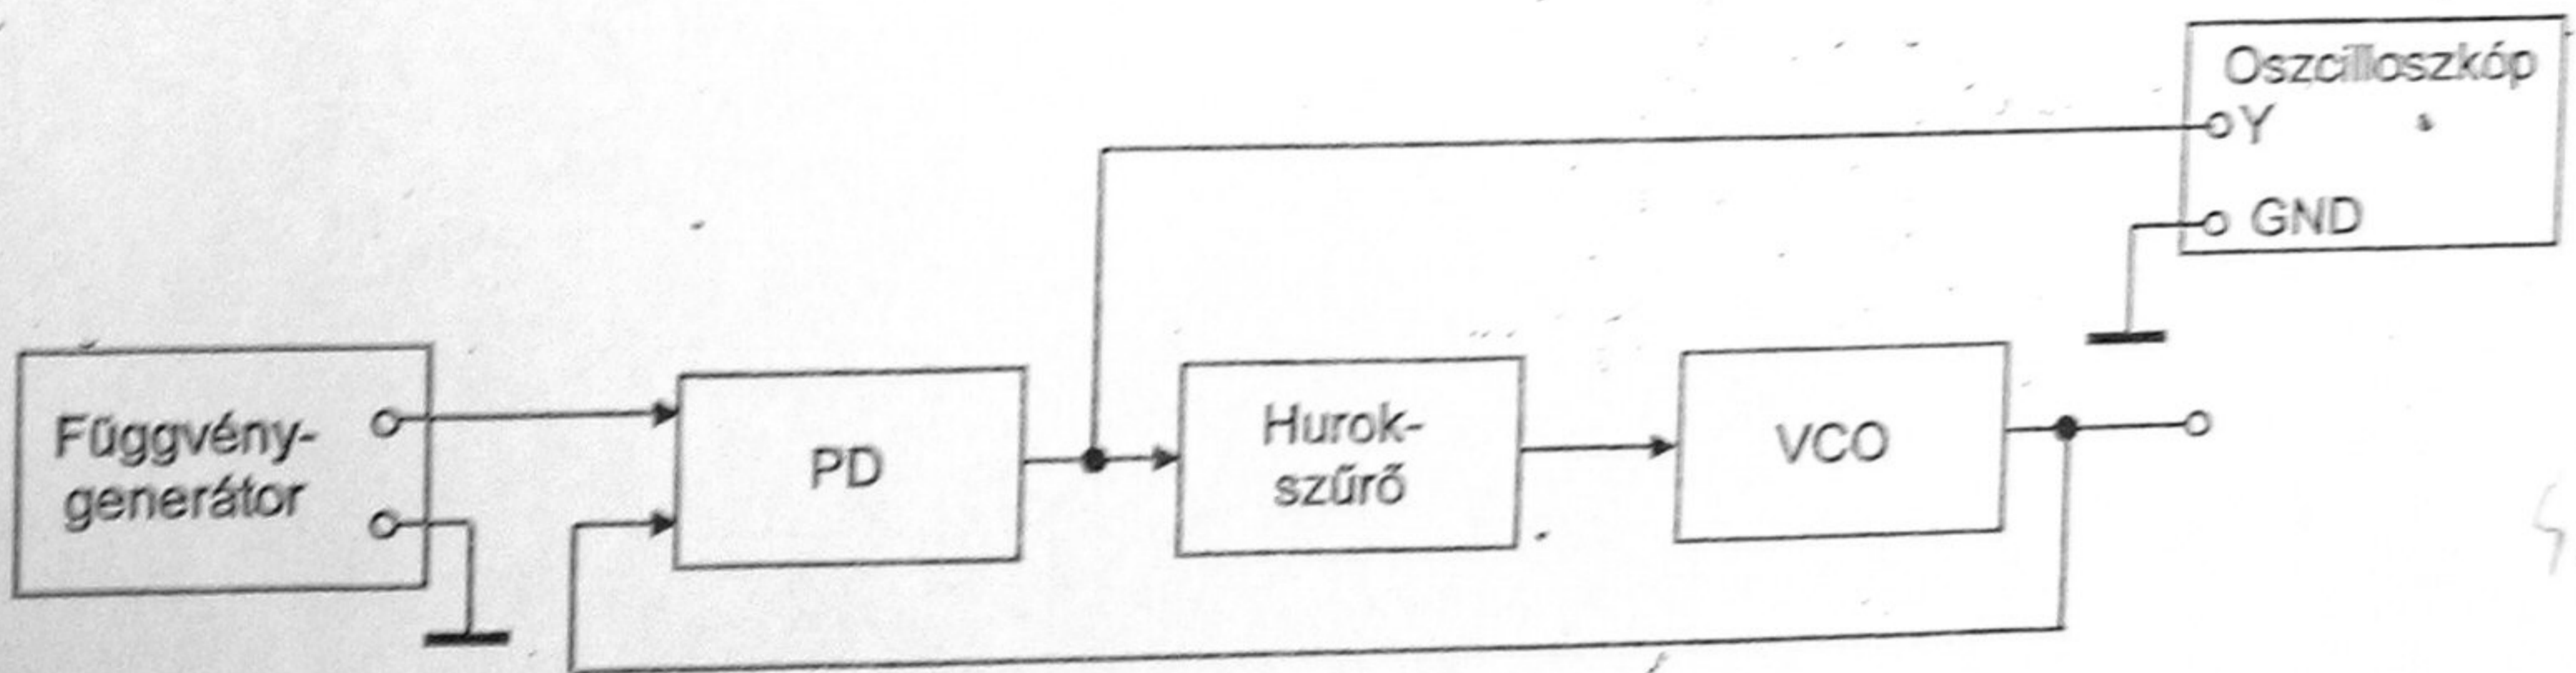 Oszcilloszkóp
Y
GND
Függvény-
generátor
PD
Hurok-
szűrő
VCO